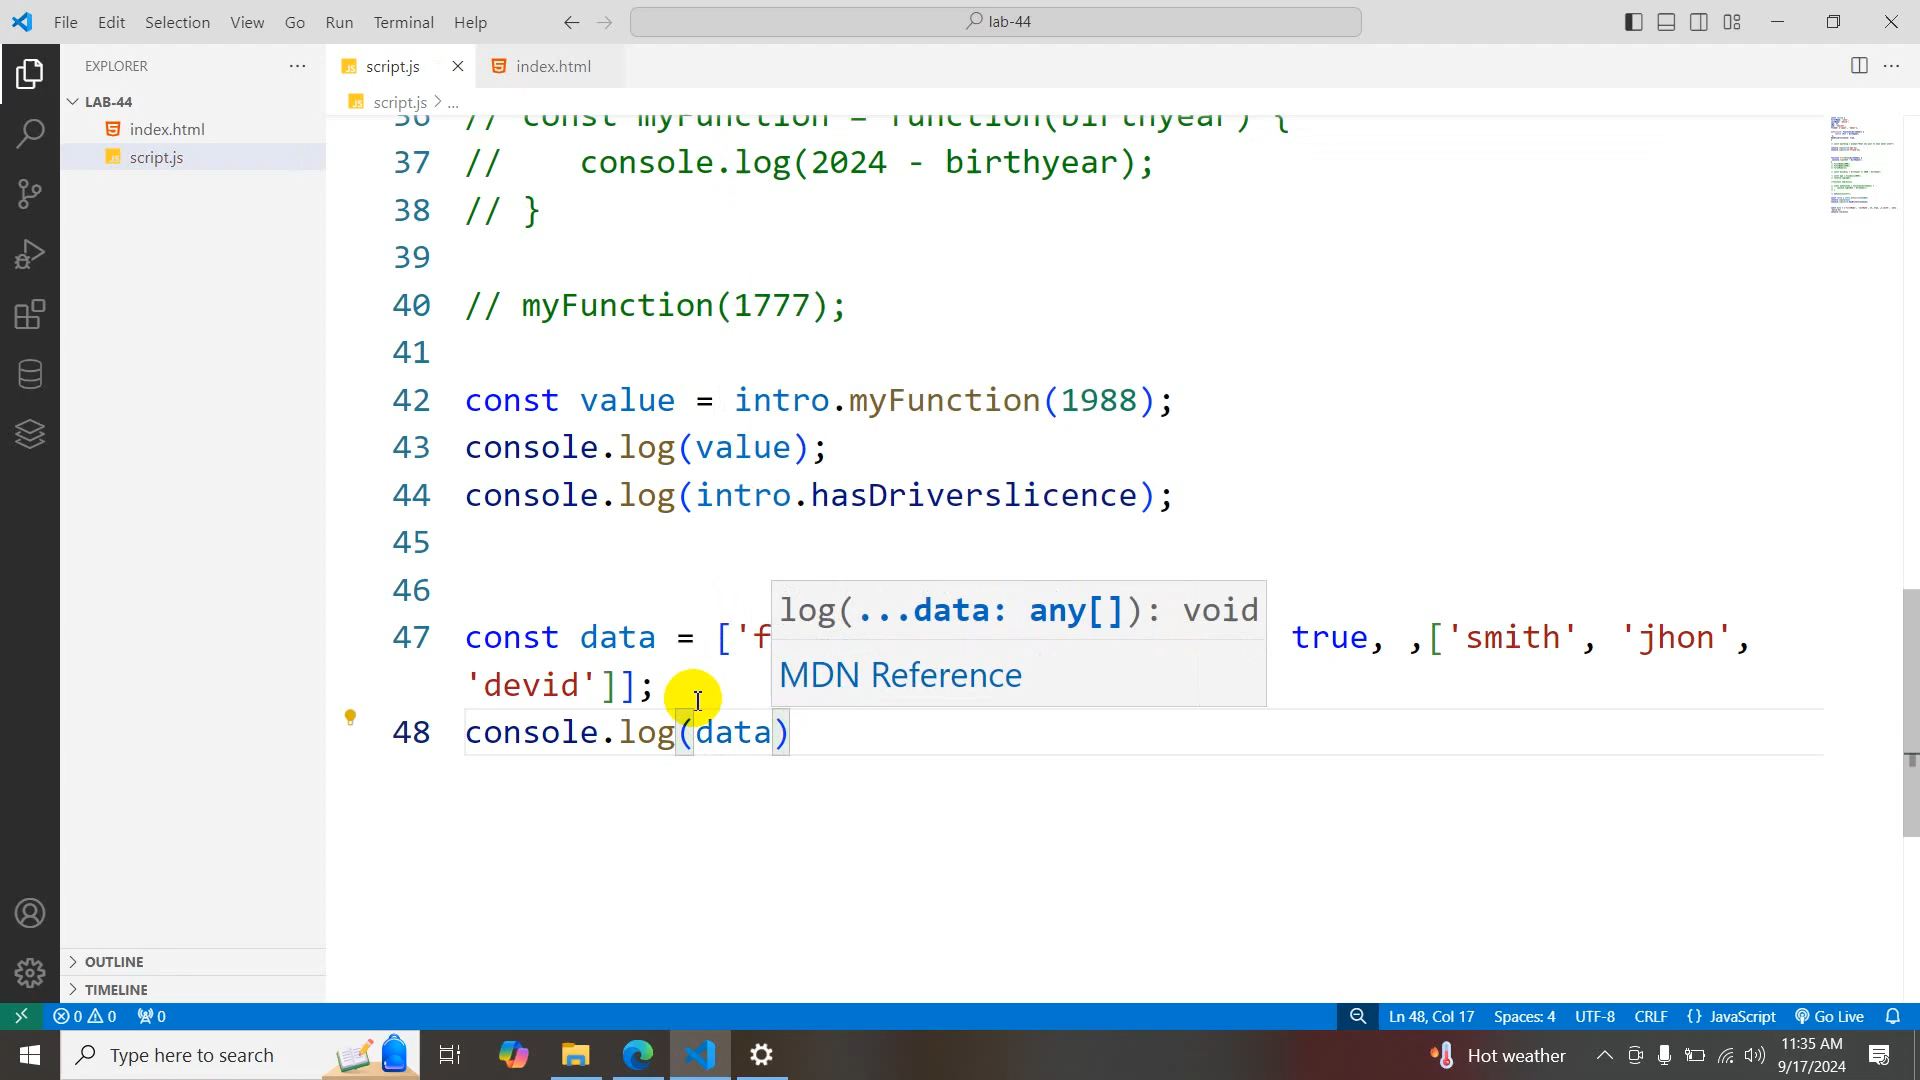 File Edit Selection View Go Run Terminal Help
lab-44
EXPLORER
script.js
index.html
LAB-44
index.html
script.js
script.js > ...
36 // const myFunction = function(birthyear) {
37 //    console.log(2024 - birthyear);
38 // }
39
40 // myFunction(1777);
41
42 const value = intro.myFunction(1988);
43 console.log(value);
44 console.log(intro.hasDriverslicence);
45
46
log(...data: any[]): void
47 const data = ['f true, ,['smith', 'jhon',
MDN Reference
'devid']];
48 console.log(data)
OUTLINE
TIMELINE
0 0 0
Ln 48, Col 17 Spaces: 4 UTF-8 CRLF {} JavaScript Go Live
Type here to search
Hot weather
11:35 AM
9/17/2024